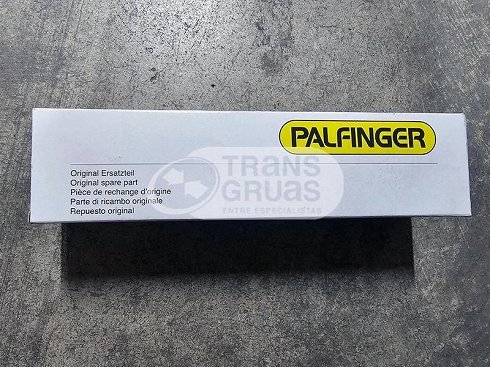 PALFINGER
TRANS
GRUAS
ENTRE ESPECIALISTAS
Original Ersatzteil
Original spare part
Pièce de rechange d'origine
Parte di ricambio originale
Repuesto original